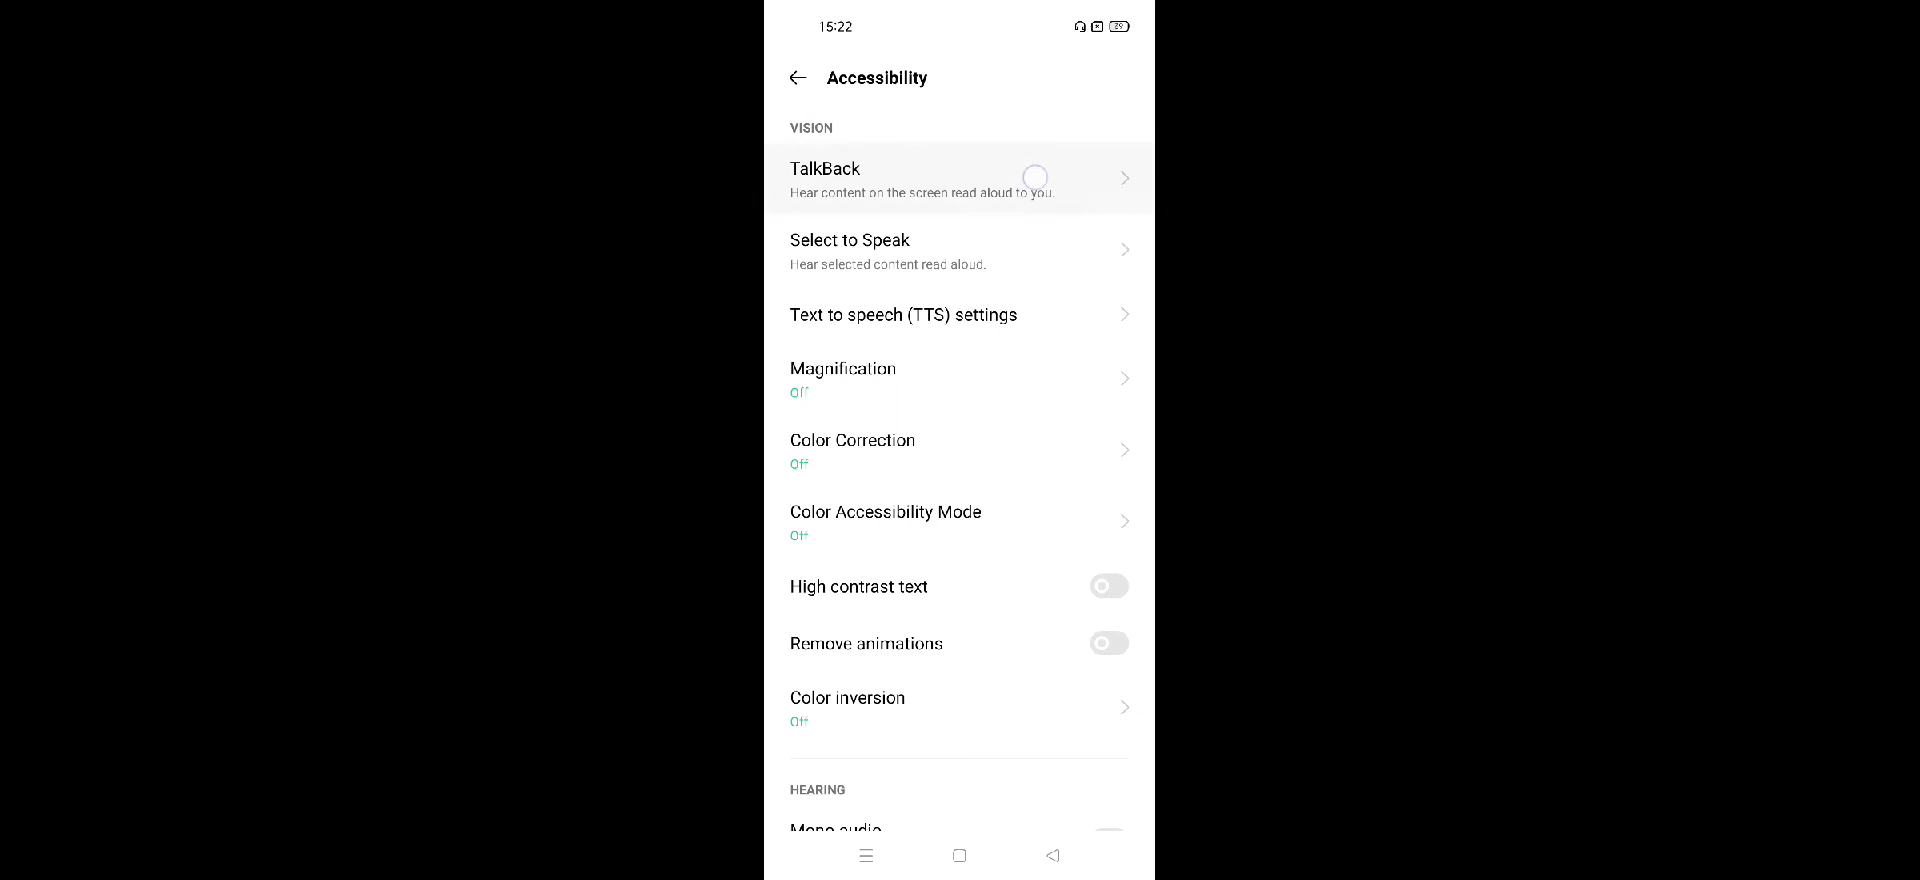 15:22
29
Accessibility
VISION
TalkBack
Hear content on the screen read aloud to you.
Select to Speak
Hear selected content read aloud.
Text to speech (TTS) settings
Magnification
Off
Color Correction
Off
Color Accessibility Mode
Off
High contrast text
Remove animations
Color inversion
Off
HEARING
Mono audio